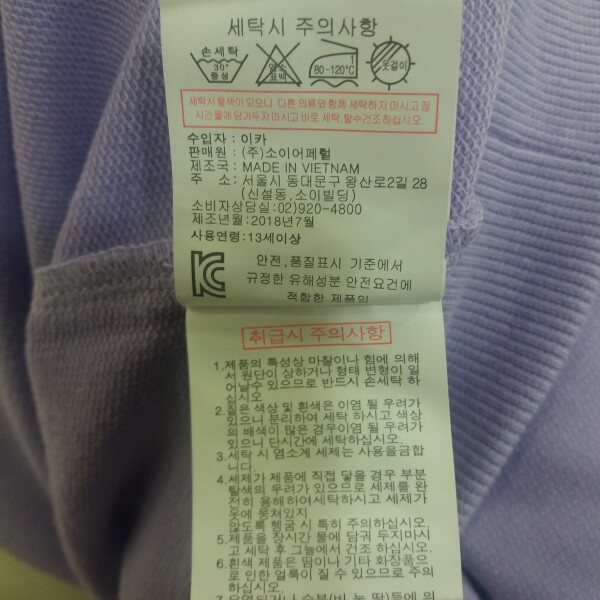 세탁시 주의사항
손세탁
30°
중성
염소
표백
1
80-120℃
옷걸이
세탁시 탈색이 되오니 다른 의류와 함께 세탁하지 마시고 장
시간물에 담가두지마시고 바로 세탁,탈수건조 하십시오.
수입자 : 이카
판매원 : (주)소이어페럴
제조국 : MADE IN VIETNAM
주 소 : 서울시 동대문구 왕산로2길 28
(신설동, 소이빌딩)
소비자상담실: 02)920-4800
제조년월: 2018년7월
사용연령: 13세이상
안전,품질표시 기준에서
규정한 유해성분 안전요건에
적합한 제품임
취급시 주의사항
1.제품의 특성상 마찰이나 힘에 의해
서 원단이 상하거나 형태 변형이 일
어날수 있으므로 반드시 손세탁 하
십시오
2.짙은 색상 및 흰색은 이염 될 우려가
있으니 분리하여 세탁 하시고 색상
의 배색이 많은 경우이염 될 우려가
있으니 단시간에 세탁하십시오.
3.세탁 시 염소계 세제는 사용을금합
니다.
4.세제가 제품에 직접 닿을 경우 부분
탈색의 우려가 있으므로 세제를 완
전히 용해하여세탁하시고 세제가
옷에 뭉쳐있지
않도록 헹굼 시 특히 주의하십시오.
5.제품을 장시간 물에 담궈 두지마시
고 세탁 후 그늘에서 건조 하십시오.
6.흰색 제품은 땀이나 기타 화장품으
로 인한 얼룩이 질 수 있으므로 주의
하십시오.